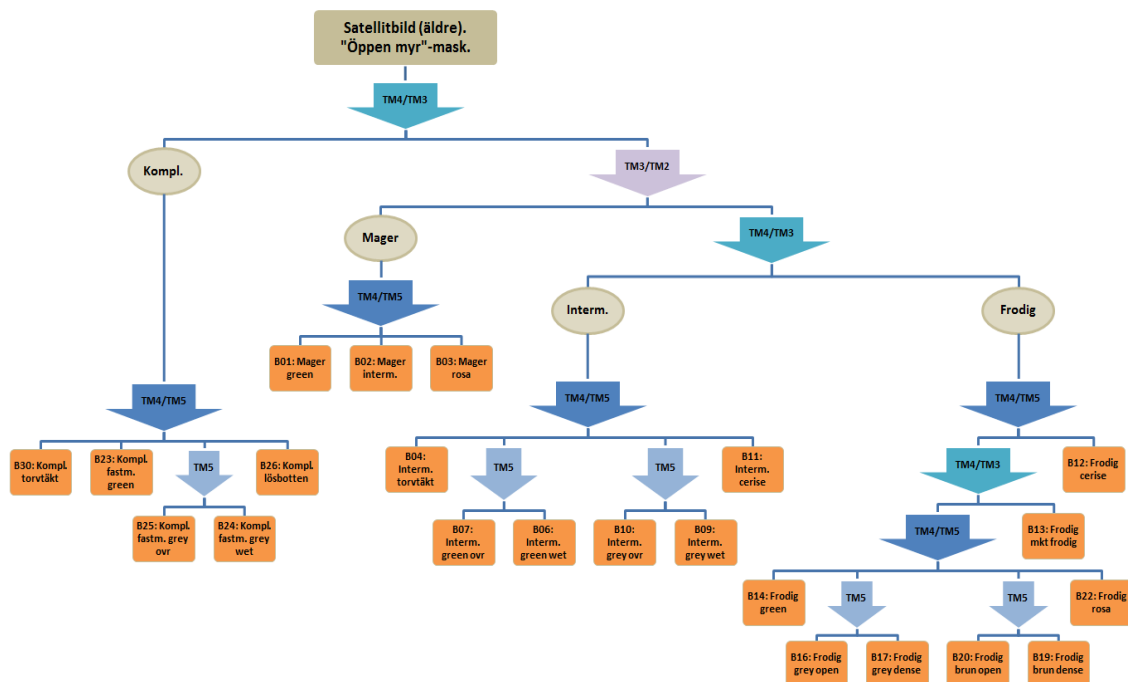 Satellitbild (äldre).
"Öppen myr"-mask.
TM4/TM3
Kompl.
TM3/TM2
Mager
TM4/TM3
TM4/TM5
Interm.
Frodig
B01: Mager
green
B02: Mager
interm.
B03: Mager
rosa
TM4/TM5
TM4/TM5
TM4/TM5
B30: Kompl.
torvtäkt
B23: Kompl.
fastm.
green
TM5
B26: Kompl.
lösbotten
B04:
Interm.
torvtäkt
TM5
TM5
B11:
Interm.
cerise
TM4/TM3
B12: Frodig
cerise
B25: Kompl.
fastm. grey
ovr
B24: Kompl.
fastm. grey
wet
B07:
Interm.
green ovr
B06:
Interm.
green wet
B10:
Interm.
grey ovr
B09:
Interm.
grey wet
TM4/TM5
B13: Frodig
mkt frodig
B14: Frodig
green
TM5
TM5
B22: Frodig
rosa
B16: Frodig
grey open
B17: Frodig
grey dense
B20: Frodig
brun open
B19: Frodig
brun dense